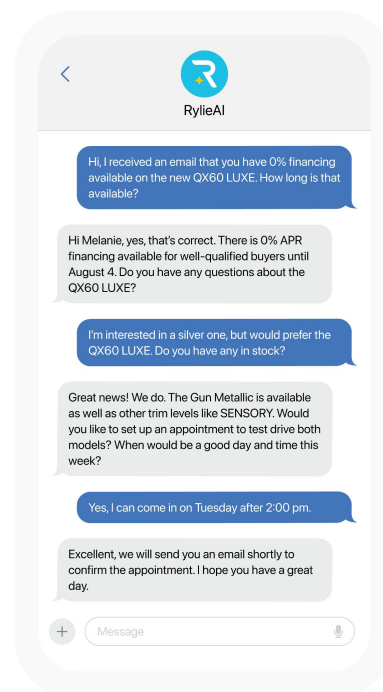 RylieAI
Hi, I received an email that you have 0% financing
available on the new QX60 LUXE. How long is that
available?
Hi Melanie, yes, that's correct. There is 0% APR
financing available for well-qualified buyers until
August 4. Do you have any questions about the
QX60 LUXE?
I'm interested in a silver one, but would prefer the
QX60 LUXE. Do you have any in stock?
Great news! We do. The Gun Metallic is available
as well as other trim levels like SENSORY. Would
you like to set up an appointment to test drive both
models? When would be a good day and time this
week?
Yes, I can come in on Tuesday after 2:00 pm.
Excellent, we will send you an email shortly to
confirm the appointment. I hope you have a great
day.
Message